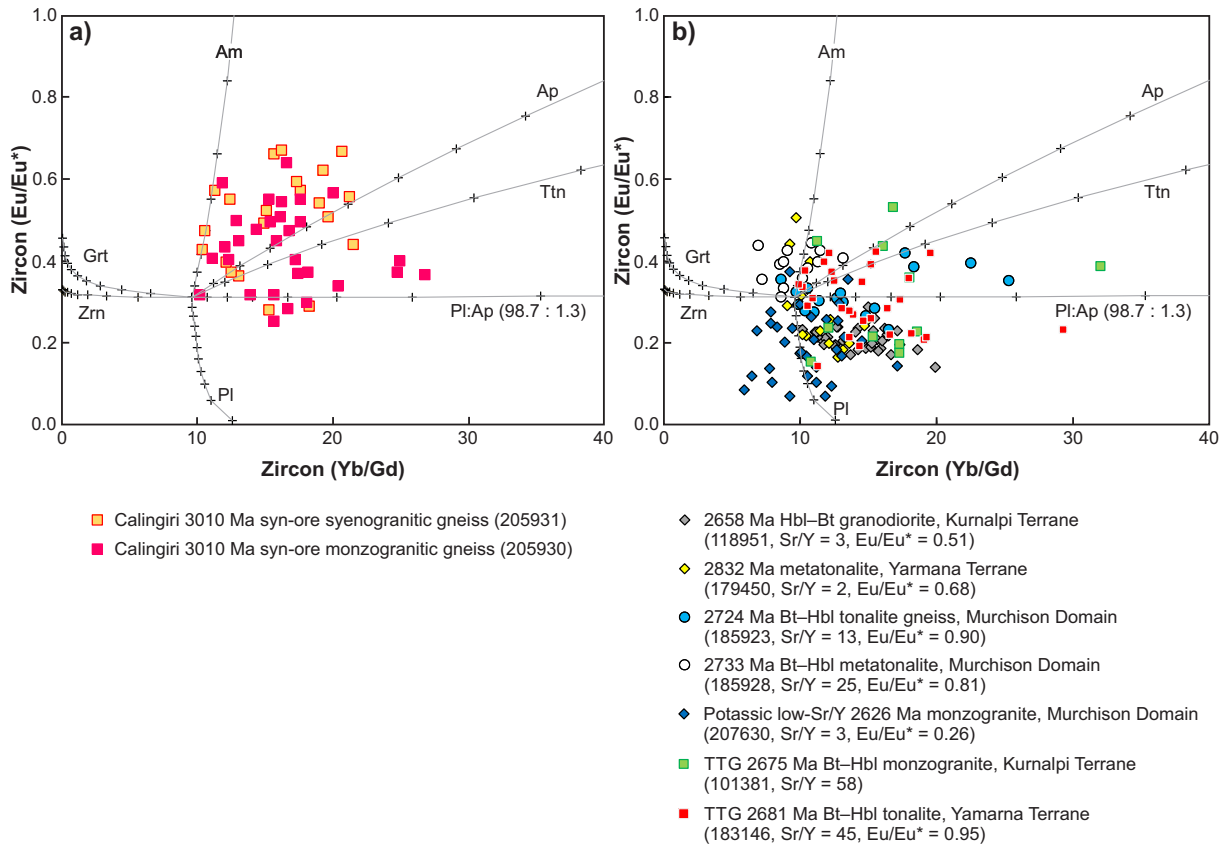 a)
Am
Ap
Ttn
Grt
Zrn
Pl:Ap (98.7 : 1.3)
Pl
1.0
0.8
0.6
0.4
0.2
0.0
0
10
20
30
40
Zircon (Eu/Eu*)
Zircon (Yb/Gd)
b)
Am
Ap
Ttn
Grt
Zrn
Pl:Ap (98.7 : 1.3)
Pl
1.0
0.8
0.6
0.4
0.2
0.0
0
10
20
30
40
Zircon (Eu/Eu*)
Zircon (Yb/Gd)
Calingiri 3010 Ma syn-ore syenogranitic gneiss (205931)
Calingiri 3010 Ma syn-ore monzogranitic gneiss (205930)
2658 Ma Hbl–Bt granodiorite, Kurnalpi Terrane
(118951, Sr/Y = 3, Eu/Eu* = 0.51)
2832 Ma metatonalite, Yarmana Terrane
(179450, Sr/Y = 2, Eu/Eu* = 0.68)
2724 Ma Bt–Hbl tonalite gneiss, Murchison Domain
(185923, Sr/Y = 13, Eu/Eu* = 0.90)
2733 Ma Bt–Hbl metatonalite, Murchison Domain
(185928, Sr/Y = 25, Eu/Eu* = 0.81)
Potassic low-Sr/Y 2626 Ma monzogranite, Murchison Domain
(207630, Sr/Y = 3, Eu/Eu* = 0.26)
TTG 2675 Ma Bt–Hbl monzogranite, Kurnalpi Terrane
(101381, Sr/Y = 58)
TTG 2681 Ma Bt–Hbl tonalite, Yamarna Terrane
(183146, Sr/Y = 45, Eu/Eu* = 0.95)